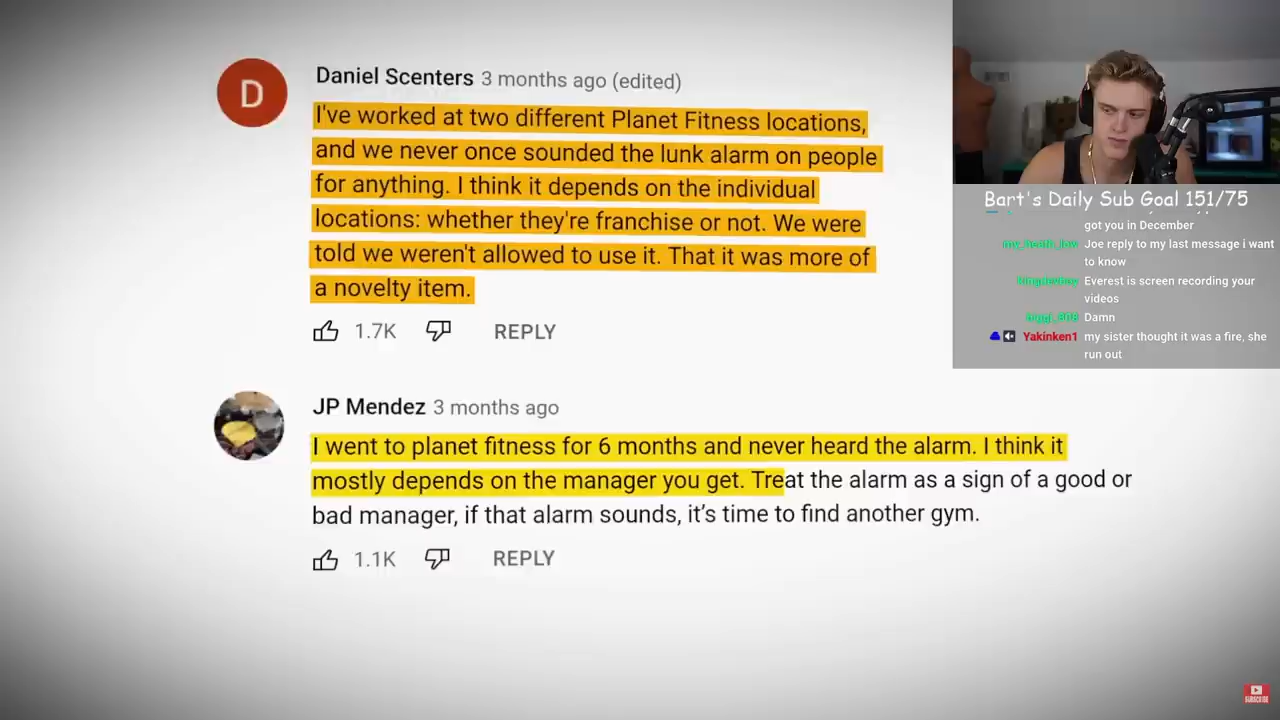 D
Daniel Scenters 3 months ago (edited)
I've worked at two different Planet Fitness locations,
and we never once sounded the lunk alarm on people
for anything. I think it depends on the individual
locations: whether they're franchise or not. We were
told we weren't allowed to use it. That it was more of
a novelty item.
1.7K REPLY
JP Mendez 3 months ago
I went to planet fitness for 6 months and never heard the alarm. I think it
mostly depends on the manager you get. Treat the alarm as a sign of a good or
bad manager, if that alarm sounds, it’s time to find another gym.
1.1K REPLY
Bart's Daily Sub Goal 151/75
got you in December
Joe reply to my last message i want
to know
Everest is screen recording your
videos
Damn
Yakinken1 my sister thought it was a fire, she
run out
SUBSCRIBE